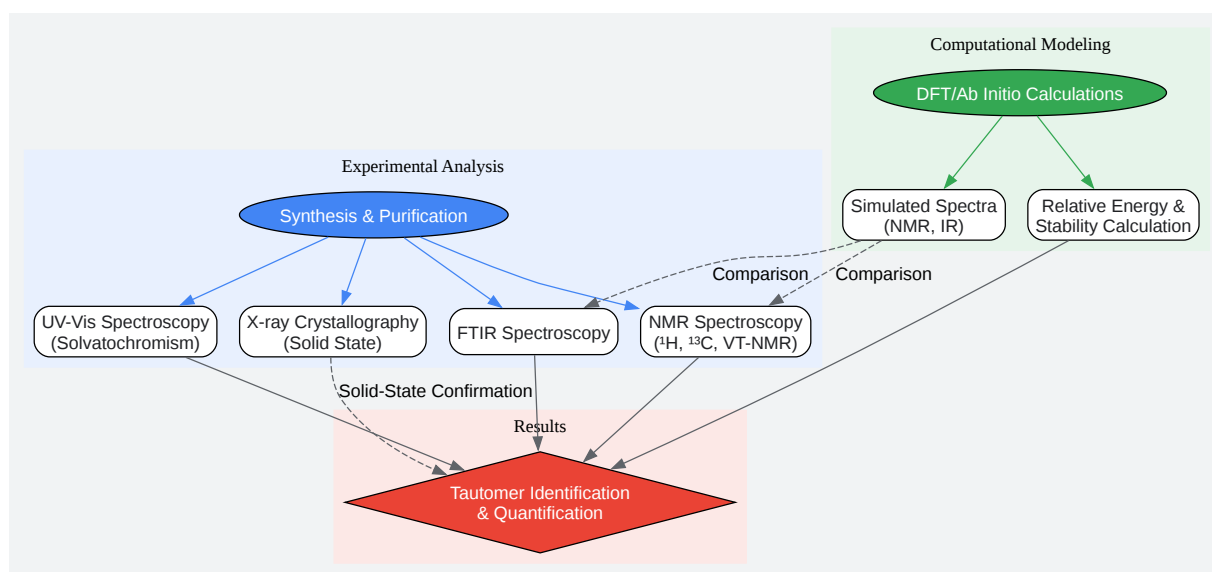 Computational Modeling
DFT/Ab Initio Calculations
Experimental Analysis
Synthesis & Purification
Simulated Spectra
(NMR, IR)
Relative Energy &
Stability Calculation
Comparison
Comparison
UV-Vis Spectroscopy
(Solvatochromism)
X-ray Crystallography
(Solid State)
FTIR Spectroscopy
NMR Spectroscopy
(¹H, ¹³C, VT-NMR)
Solid-State Confirmation
Results
Tautomer Identification
& Quantification